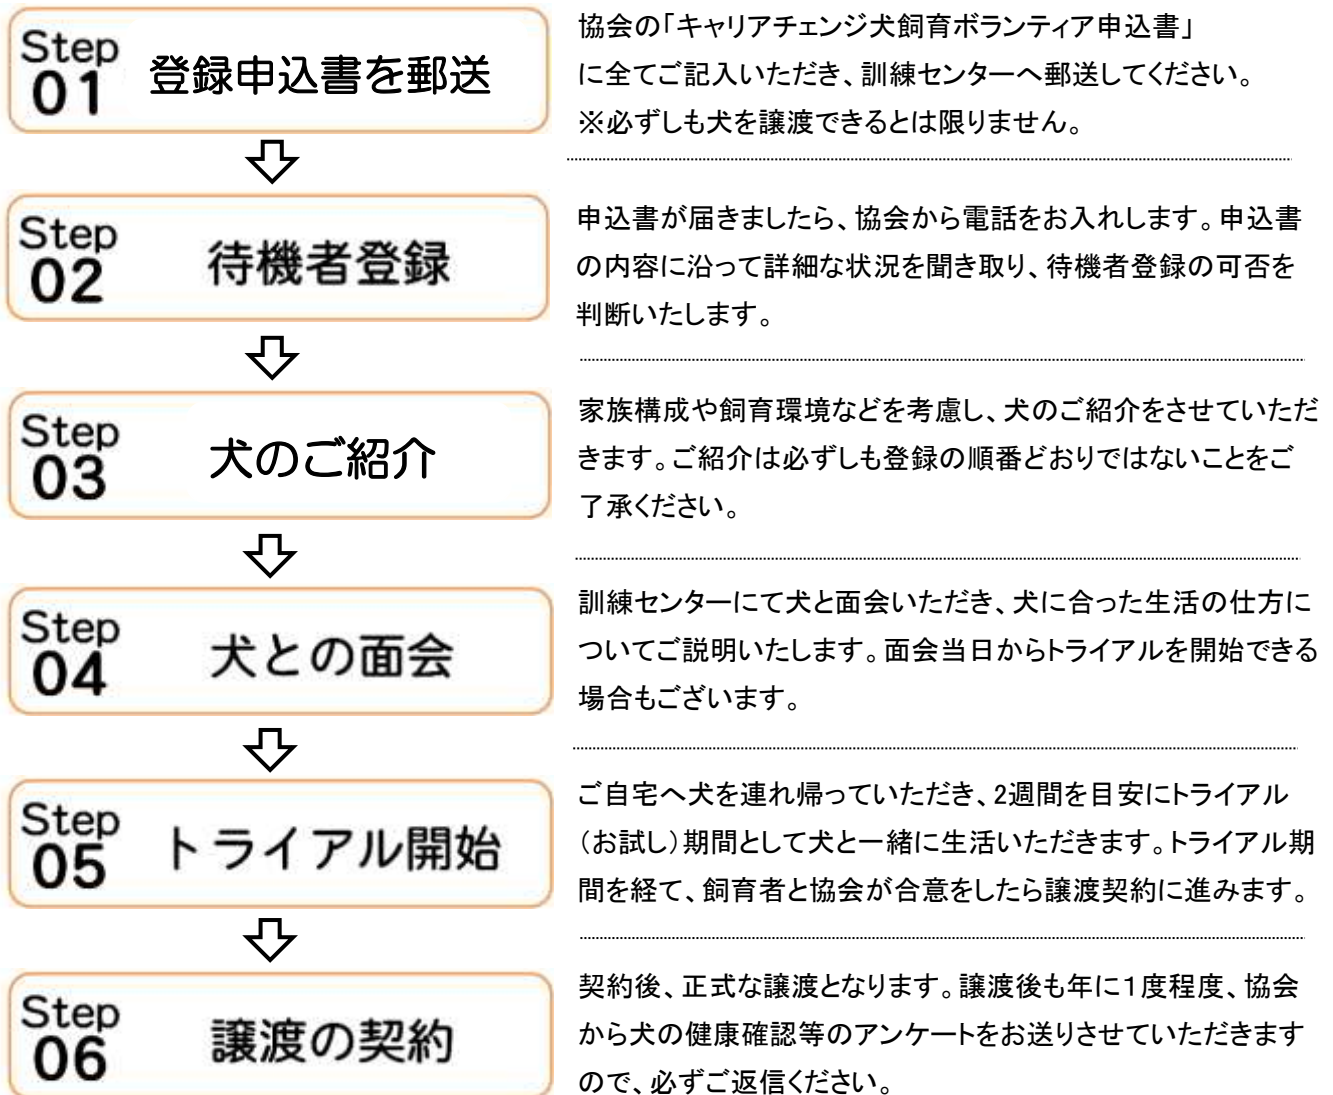 Step
01
登録申込書を郵送
協会の「キャリアチェンジ犬飼育ボランティア申込書」
に全てご記入いただき、訓練センターへ郵送してください。
※必ずしも犬を譲渡できるとは限りません。
Step
02
待機者登録
申込書が届きましたら、協会から電話をお入れします。申込書
の内容に沿って詳細な状況を聞き取り、待機者登録の可否を
判断いたします。
Step
03
犬のご紹介
家族構成や飼育環境などを考慮し、犬のご紹介をさせていただ
きます。ご紹介は必ずしも登録の順番どおりではないことをご
了承ください。
Step
04
犬との面会
訓練センターにて犬と面会いただき、犬に合った生活の仕方に
ついてご説明いたします。面会当日からトライアルを開始できる
場合もございます。
Step
05
トライアル開始
ご自宅へ犬を連れ帰っていただき、2週間を目安にトライアル
（お試し）期間として犬と一緒に生活いただきます。トライアル期
間を経て、飼育者と協会が合意をしたら譲渡契約に進みます。
Step
06
譲渡の契約
契約後、正式な譲渡となります。譲渡後も年に１度程度、協会
から犬の健康確認等のアンケートをお送りさせていただきます
ので、必ずご返信ください。